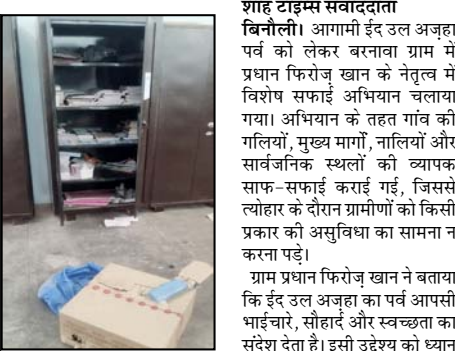 शाह टाइम्स संवाददाता
बिनौली। आगामी ईद उल अज़हा
पर्व को लेकर बरनावा ग्राम में
प्रधान फिरोज़ खान के नेतृत्व में
विशेष सफाई अभियान चलाया
गया। अभियान के तहत गांव की
गलियों, मुख्य मार्गों, नालियों और
सार्वजनिक स्थलों की व्यापक
साफ-सफाई कराई गई, जिससे
त्योहार के दौरान ग्रामीणों को किसी
प्रकार की असुविधा का सामना न
करना पड़े।
ग्राम प्रधान फिरोज़ खान ने बताया
कि ईद उल अज़हा का पर्व आपसी
भाईचारे, सौहार्द और स्वच्छता का
संदेश देता है। इसी उद्देश्य को ध्यान